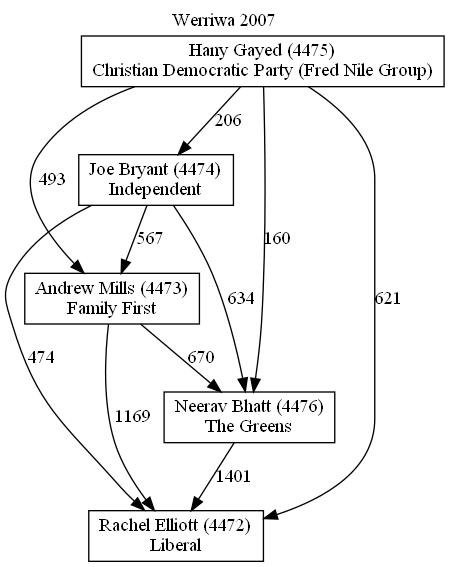 Werriwa 2007
Hany Gayed (4475)
Christian Democratic Party (Fred Nile Group)
206
Joe Bryant (4474)
Independent
493
567
160
Andrew Mills (4473)
Family First
634
621
474
670
1169
Neerav Bhatt (4476)
The Greens
1401
Rachel Elliott (4472)
Liberal